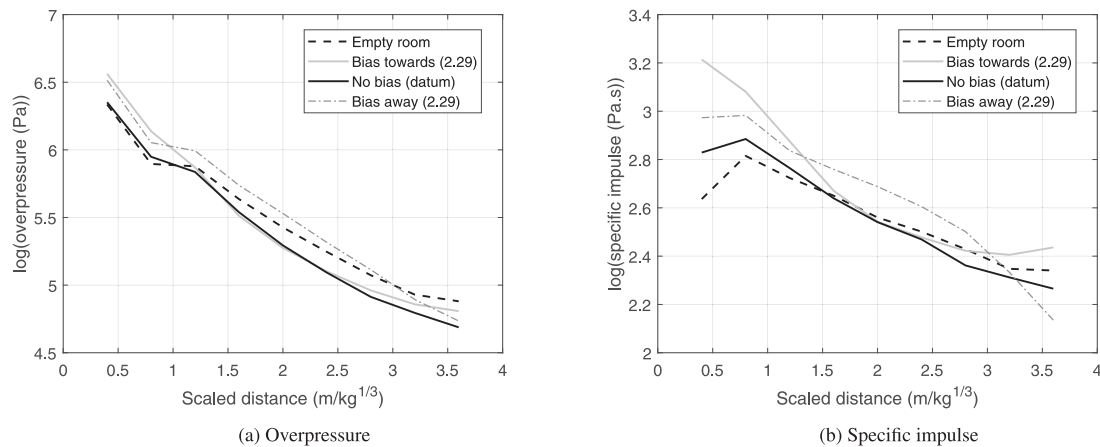 7
6.5
6
5.5
5
4.5
log(overpressure (Pa))
Empty room
Bias towards (2.29)
No bias (datum)
Bias away (2.29)
0 0.5 1 1.5 2 2.5 3 3.5 4
Scaled distance (m/kg^{1/3})
(a) Overpressure
3.4
3.2
3
2.8
2.6
2.4
2.2
2
log(specific impulse (Pa.s))
Empty room
Bias towards (2.29)
No bias (datum)
Bias away (2.29)
0 0.5 1 1.5 2 2.5 3 3.5 4
Scaled distance (m/kg^{1/3})
(b) Specific impulse